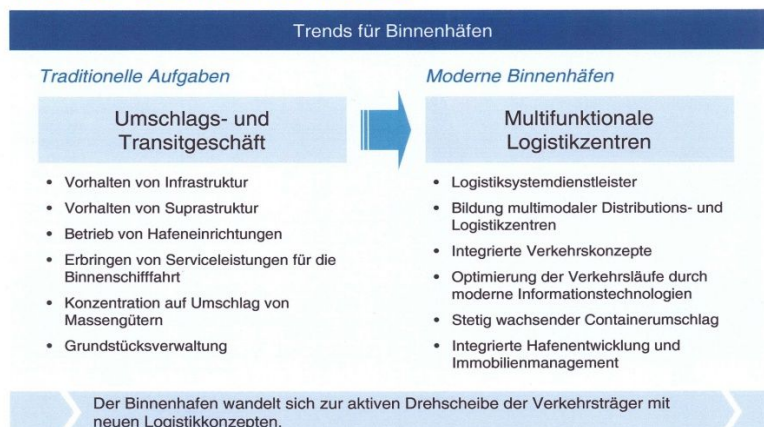 Trends für Binnenhäfen
Traditionelle Aufgaben
Umschlags- und
Transitgeschäft
• Vorhalten von Infrastruktur
• Vorhalten von Suprastruktur
• Betrieb von Hafeneinrichtungen
• Erbringen von Serviceleistungen für die
Binnenschifffahrt
• Konzentration auf Umschlag von
Massengütern
• Grundstücksverwaltung
Moderne Binnenhäfen
Multifunktionale
Logistikzentren
• Logistiksystemdienstleister
• Bildung multimodaler Distributions- und
Logistikzentren
• Integrierte Verkehrskonzepte
• Optimierung der Verkehrsläufe durch
moderne Informationstechnologien
• Stetig wachsender Containerumschlag
• Integrierte Hafenentwicklung und
Immobilienmanagement
Der Binnenhafen wandelt sich zur aktiven Drehscheibe der Verkehrsträger mit
neuen Logistikkonzepten.